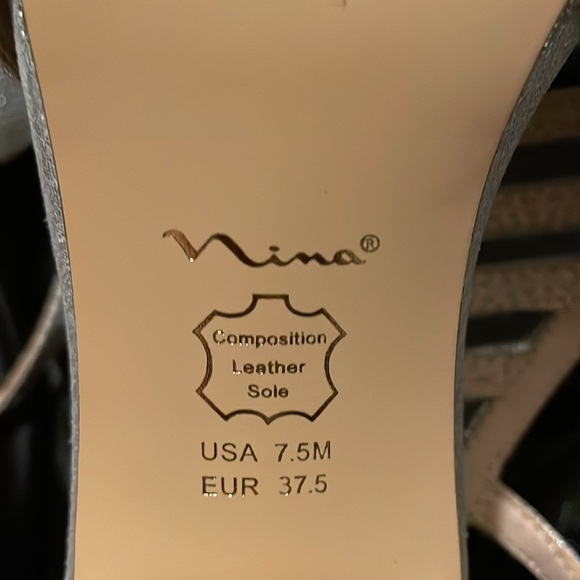 Nina®
Composition
Leather
Sole
USA 7.5M
EUR 37.5